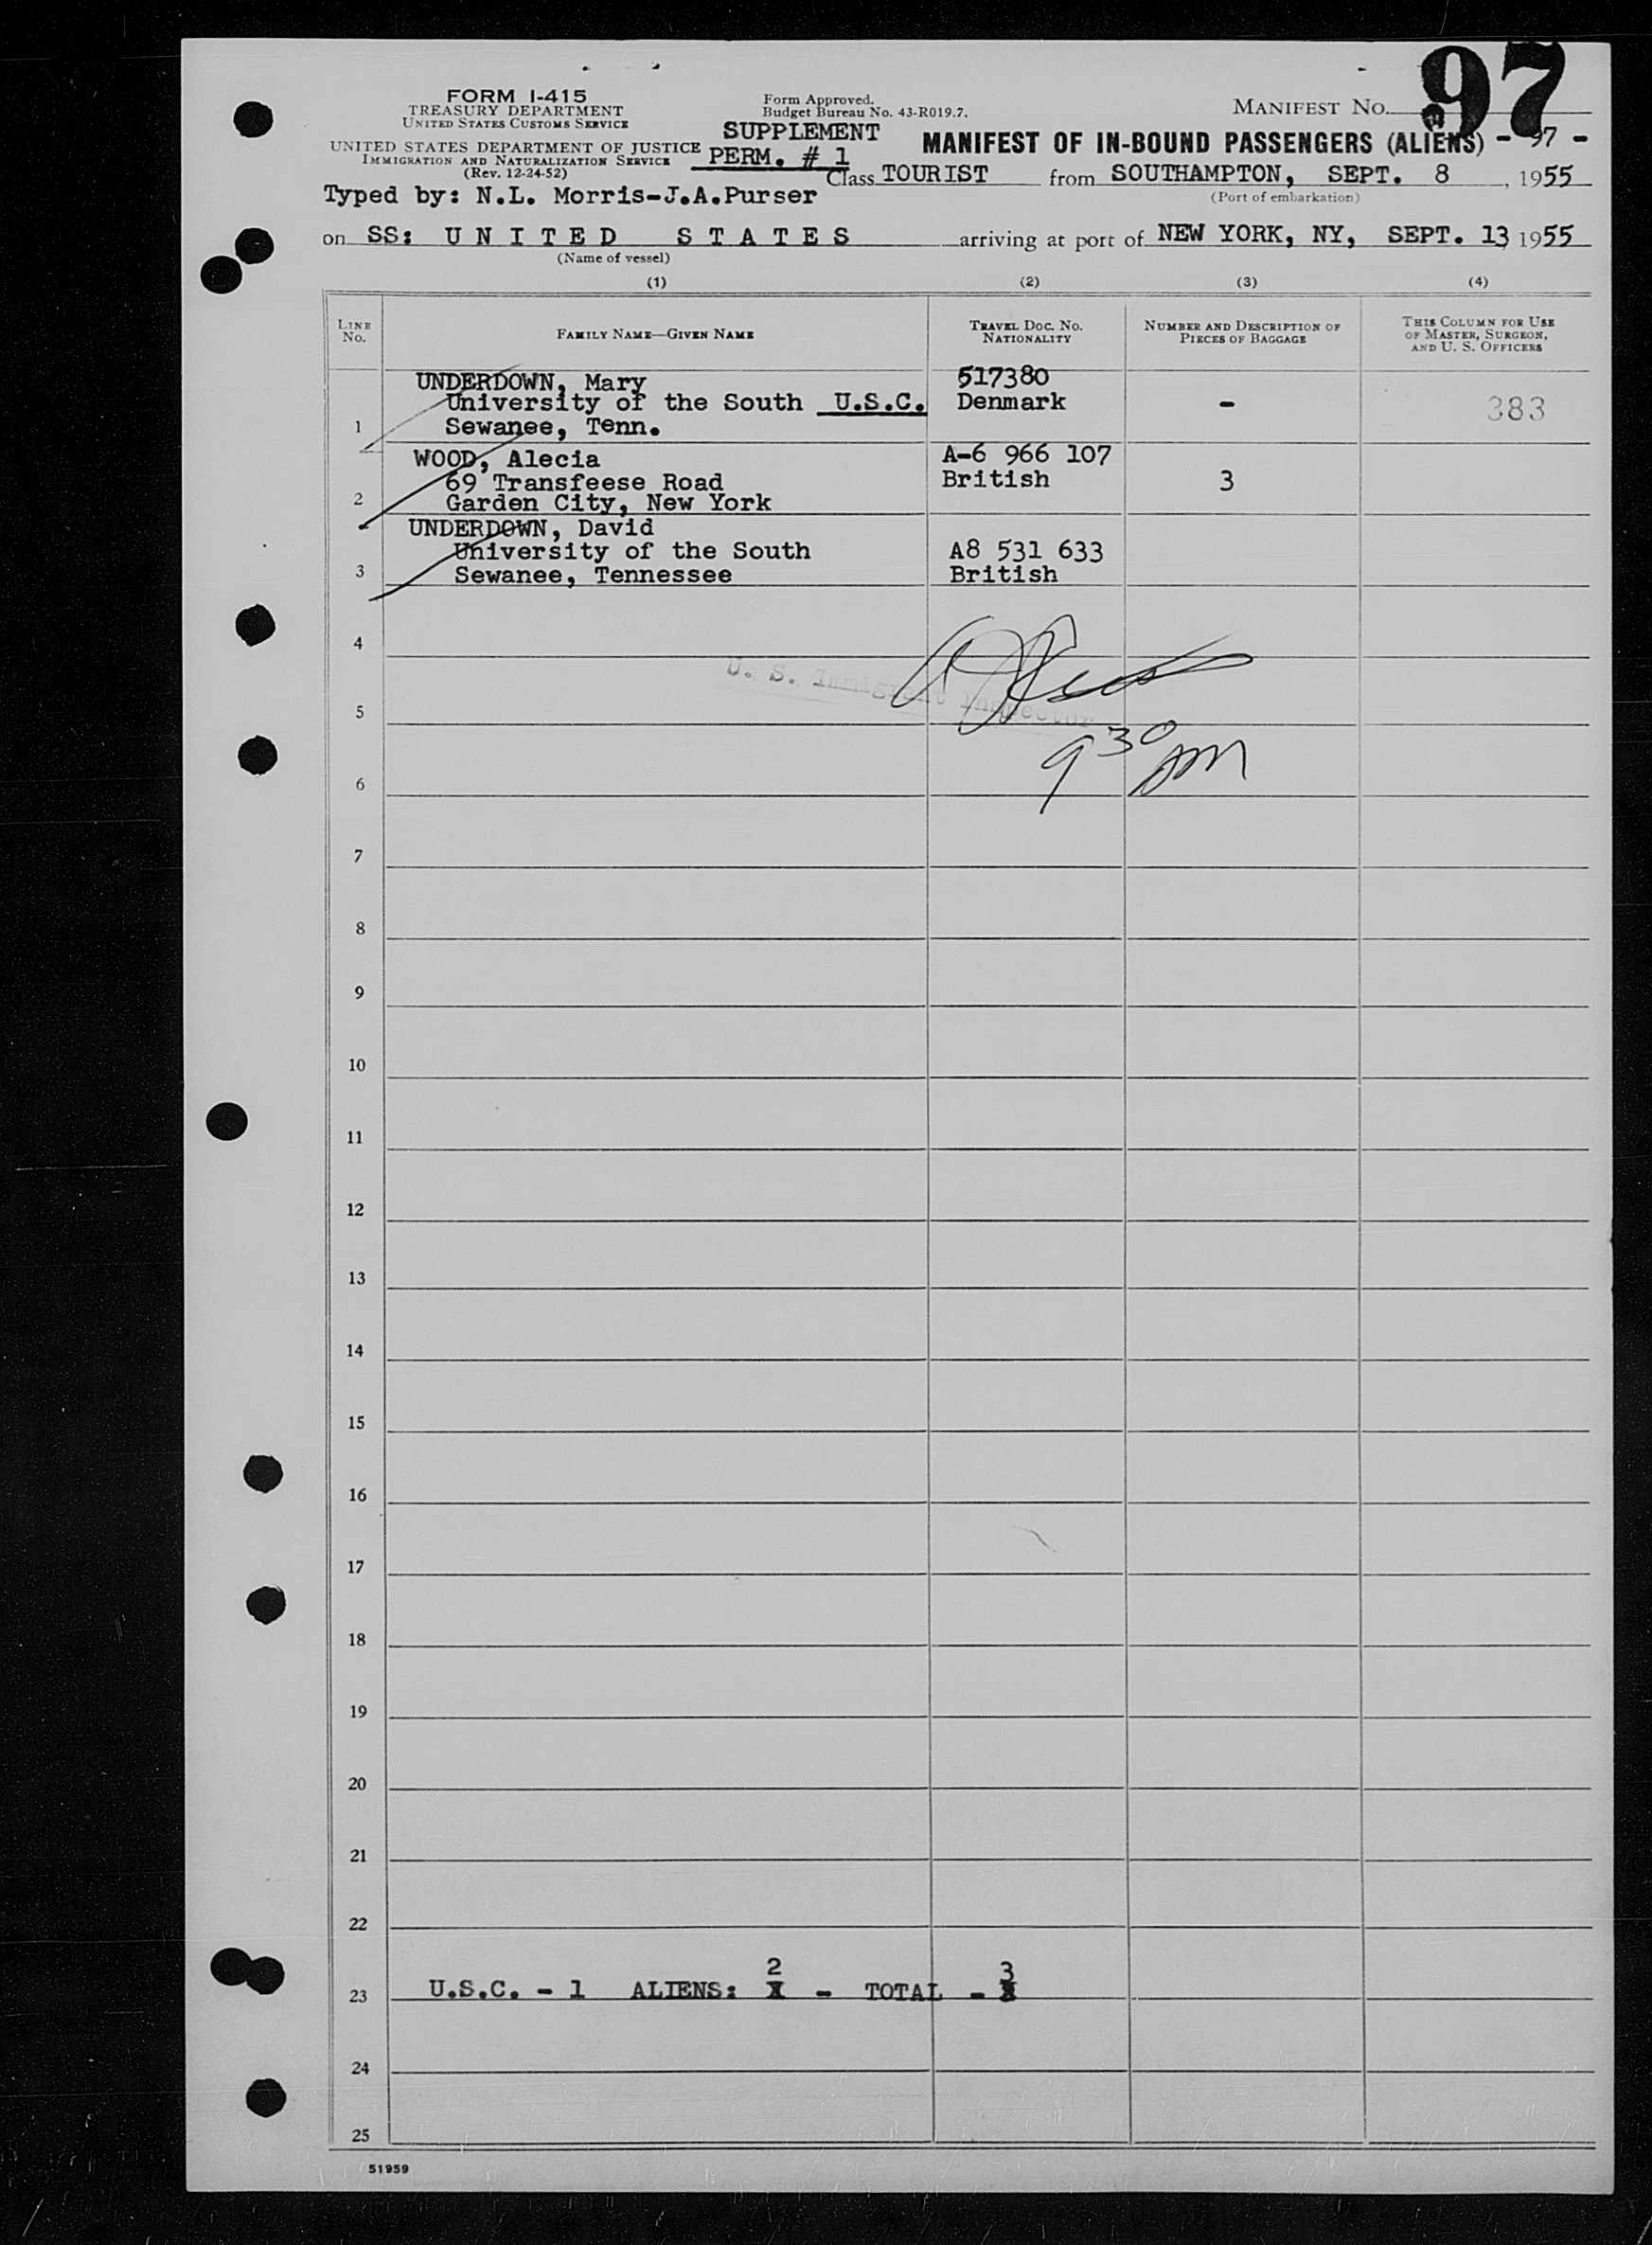 97
FORM I-415
TREASURY DEPARTMENT
UNITED STATES CUSTOMS SERVICE
Form Approved.
Budget Bureau No. 43-R019.7.
MANIFEST NO.
UNITED STATES DEPARTMENT OF JUSTICE
IMMIGRATION AND NATURALIZATION SERVICE
(Rev. 12-24-52)
SUPPLEMENT
PERM. # 1
MANIFEST OF IN-BOUND PASSENGERS (ALIENS) - 97 -
Class TOURIST from SOUTHAMPTON, SEPT. 8, 1955
(Port of embarkation)
Typed by: N.L. Morris-J.A.Purser
on SS: UNITED STATES arriving at port of NEW YORK, NY, SEPT. 13 1955
(Name of vessel)
(1) (2) (3) (4)
LINE NO.
FAMILY NAME—GIVEN NAME
TRAVEL DOC. NO.
NATIONALITY
NUMBER AND DESCRIPTION OF
PIECES OF BAGGAGE
THIS COLUMN FOR USE
OF MASTER, SURGEON,
AND U. S. OFFICERS
UNDERDOWN, Mary 517380
University of the South U.S.C. Denmark - 383
1 Sewanee, Tenn.
WOOD, Alecia A-6 966 107
69 Transfeese Road British 3
2 Garden City, New York
UNDERDOWN, David
University of the South A8 531 633
3 Sewanee, Tennessee British
4
U. S. Immigrant Inspector
5
9 30 pm
6
7
8
9
10
11
12
13
14
15
16
17
18
19
20
21
22
2 3
23 U.S.C. - 1 ALIENS: X - TOTAL -
24
25
51959